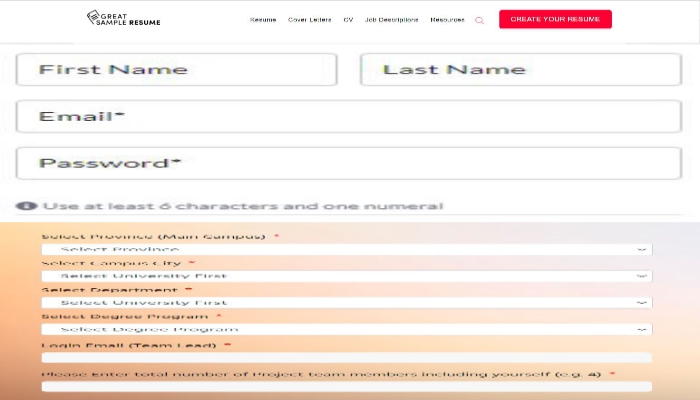 GREAT
SAMPLE RESUME
Resume Cover Letters CV Job Descriptions Resources
CREATE YOUR RESUME
First Name Last Name
Email*
Password*
Use at least 6 characters and one numeral
Select Province (Main Campus) *
Select Province
Select Campus City *
Select University First
Select Department *
Select University First
Select Degree Program *
Select Degree Program
Login Email (Team Lead) *
Please Enter total number of Project team members including yourself (e.g. 4) *